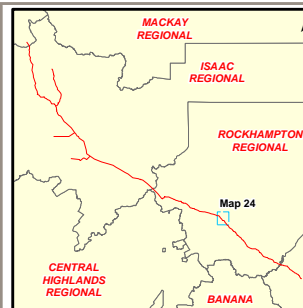 MACKAY
REGIONAL
ISAAC
REGIONAL
ROCKHAMPTON
REGIONAL
Map 24
CENTRAL
HIGHLANDS
REGIONAL
BANANA